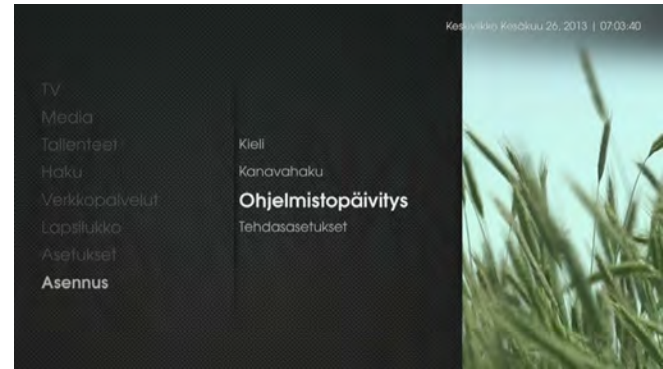 Keskiviikko Kesäkuu 26, 2013 | 07:03:40
TV
Media
Tallenteet
Haku
Verkkopalvelut
Lapsilukko
Asetukset
Asennus
Kieli
Kanavahaku
Ohjelmistopäivitys
Tehdasasetukset